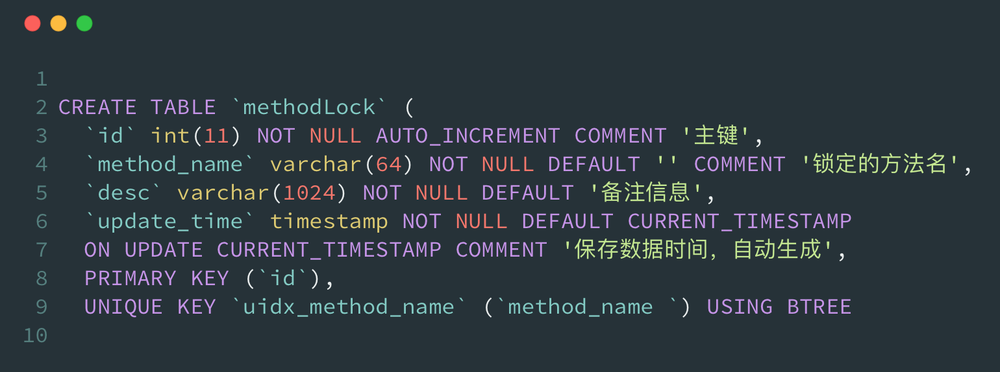 1
2 CREATE TABLE `methodLock` (
3   `id` int(11) NOT NULL AUTO_INCREMENT COMMENT '主键',
4   `method_name` varchar(64) NOT NULL DEFAULT '' COMMENT '锁定的方法名',
5   `desc` varchar(1024) NOT NULL DEFAULT '备注信息',
6   `update_time` timestamp NOT NULL DEFAULT CURRENT_TIMESTAMP
7   ON UPDATE CURRENT_TIMESTAMP COMMENT '保存数据时间，自动生成',
8   PRIMARY KEY (`id`),
9   UNIQUE KEY `uidx_method_name` (`method_name `) USING BTREE
10